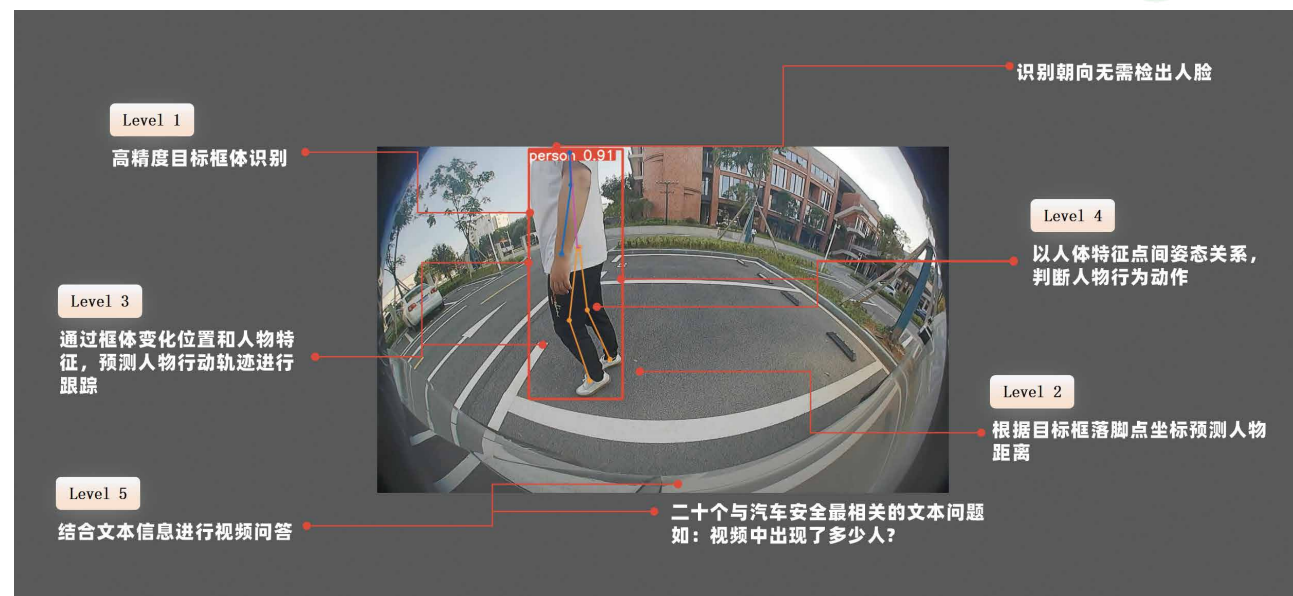 识别朝向无需检出人脸
Level 1
高精度目标框体识别
person 0.91
Level 4
以人体特征点间姿态关系，
判断人物行为动作
Level 3
通过框体变化位置和人物特
征，预测人物行动轨迹进行
跟踪
Level 2
根据目标框落脚点坐标预测人物
距离
Level 5
结合文本信息进行视频问答
二十个与汽车安全最相关的文本问题
如：视频中出现了多少人?